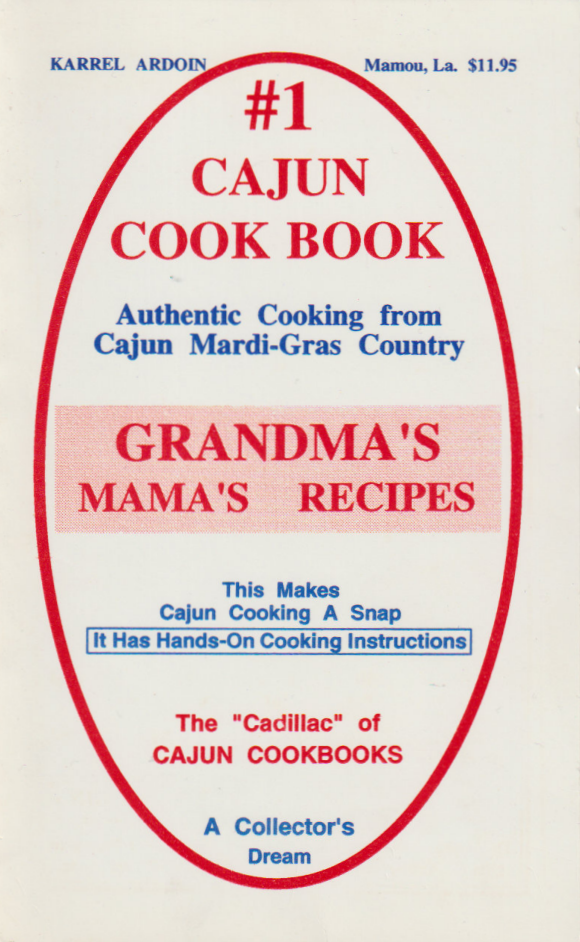 KARREL ARDOIN Mamou, La. $11.95
#1
CAJUN
COOK BOOK
Authentic Cooking from
Cajun Mardi-Gras Country
GRANDMA'S
MAMA'S RECIPES
This Makes
Cajun Cooking A Snap
It Has Hands-On Cooking Instructions
The "Cadillac" of
CAJUN COOKBOOKS
A Collector's
Dream